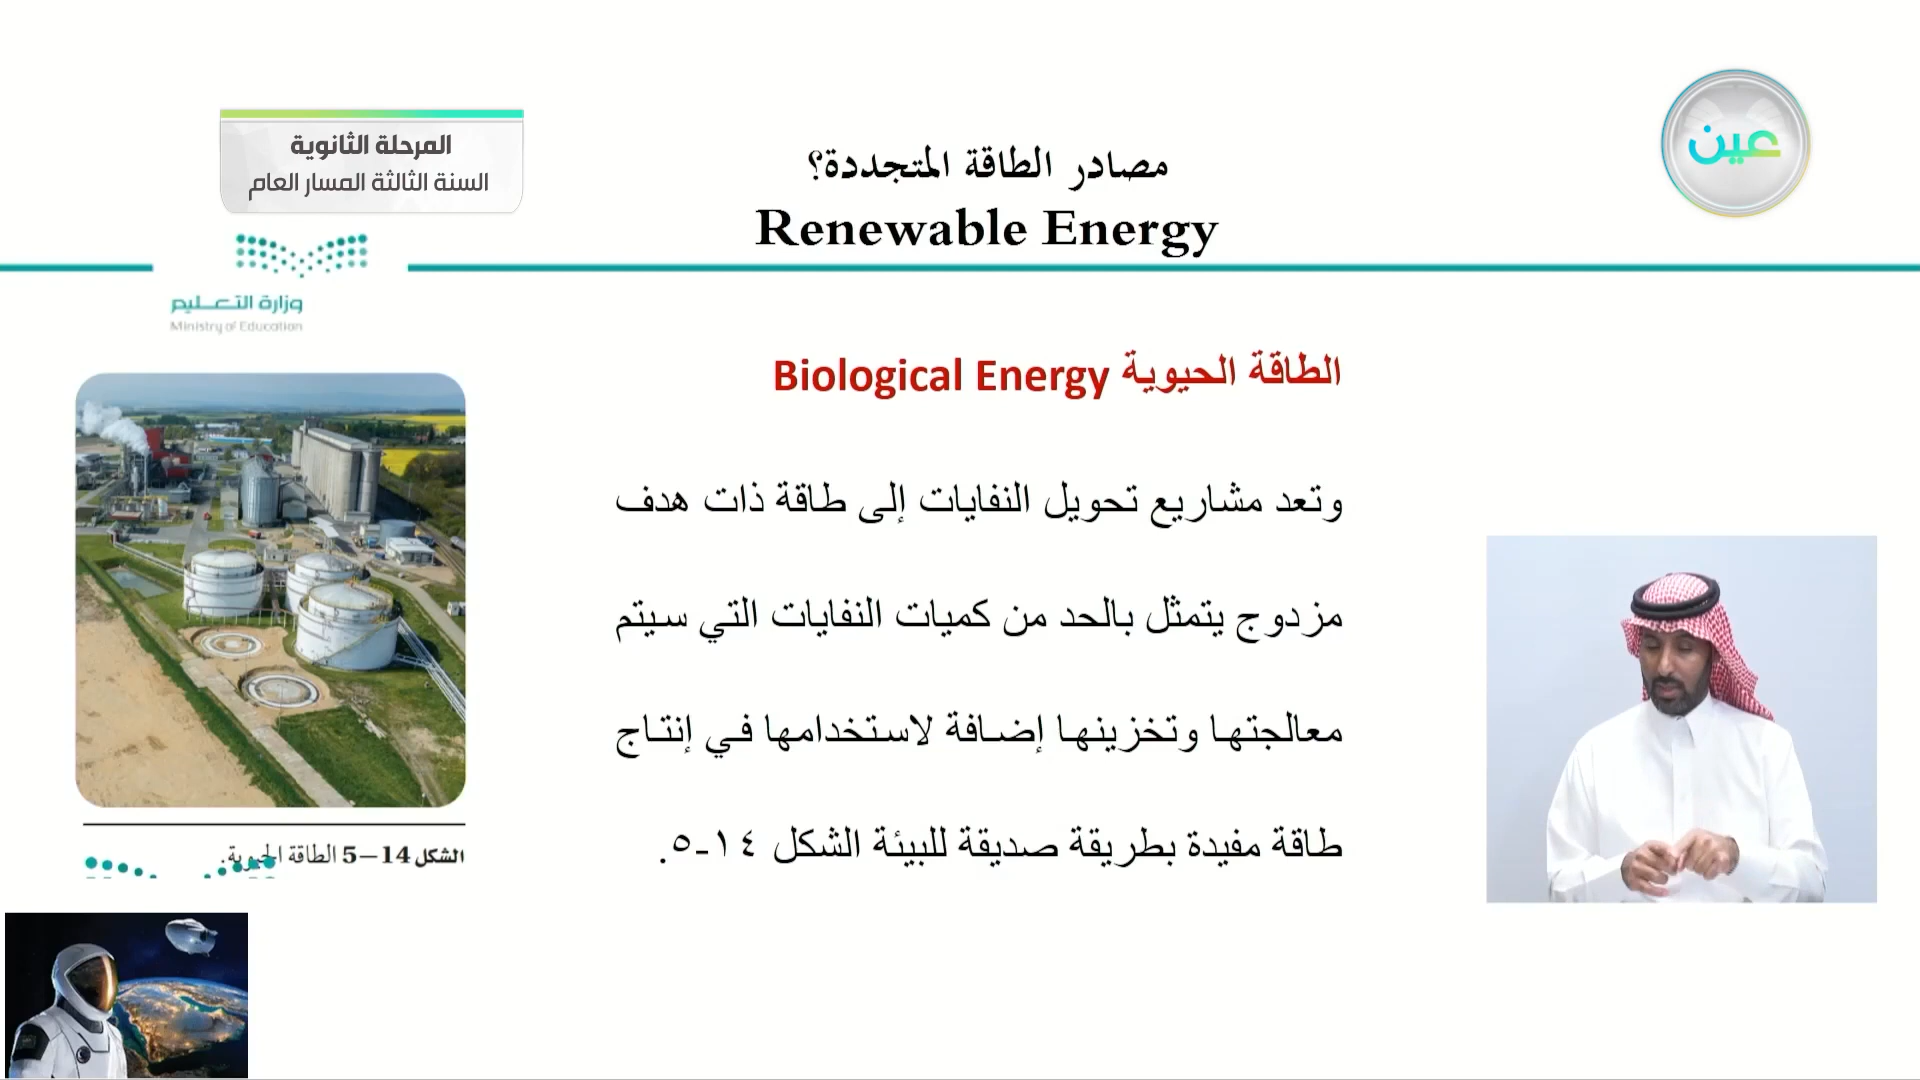 المرحلة الثانوية
السنة الثالثة المسار العام
عين
مصادر الطاقة المتجددة؟
Renewable Energy
وزارة التعليم
Ministry of Education
الطاقة الحيوية Biological Energy
وتعد مشاريع تحويل النفايات إلى طاقة ذات هدف
مزدوج يتمثل بالحد من كميات النفايات التي سيتم
معالجتها وتخزينها إضافة لاستخدامها في إنتاج
طاقة مفيدة بطريقة صديقة للبيئة الشكل ١٤-٥.
الشكل 14–5 الطاقة الحيوية.